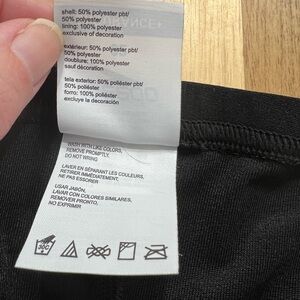 shell: 50% polyester pbt/
50% polyester
lining: 100% polyester
exclusive of decoration
extérieur: 50% polyester pbt/
50% polyester
doublure: 100% polyester
sauf décoration
tela exterior: 50% poliéster pbt/
50% poliéster
forro: 100% poliéster
excluye la decoración
WASH WITH LIKE COLORS,
REMOVE PROMPTLY,
DO NOT WRING
LAVER EN SÉPARANT LES COULEURS,
RETIRER IMMÉDIATEMENT,
NE PAS ESSORER
USAR JABÓN,
LAVAR CON COLORES SIMILARES,
REMOVER PRONTO,
NO EXPRIMIR